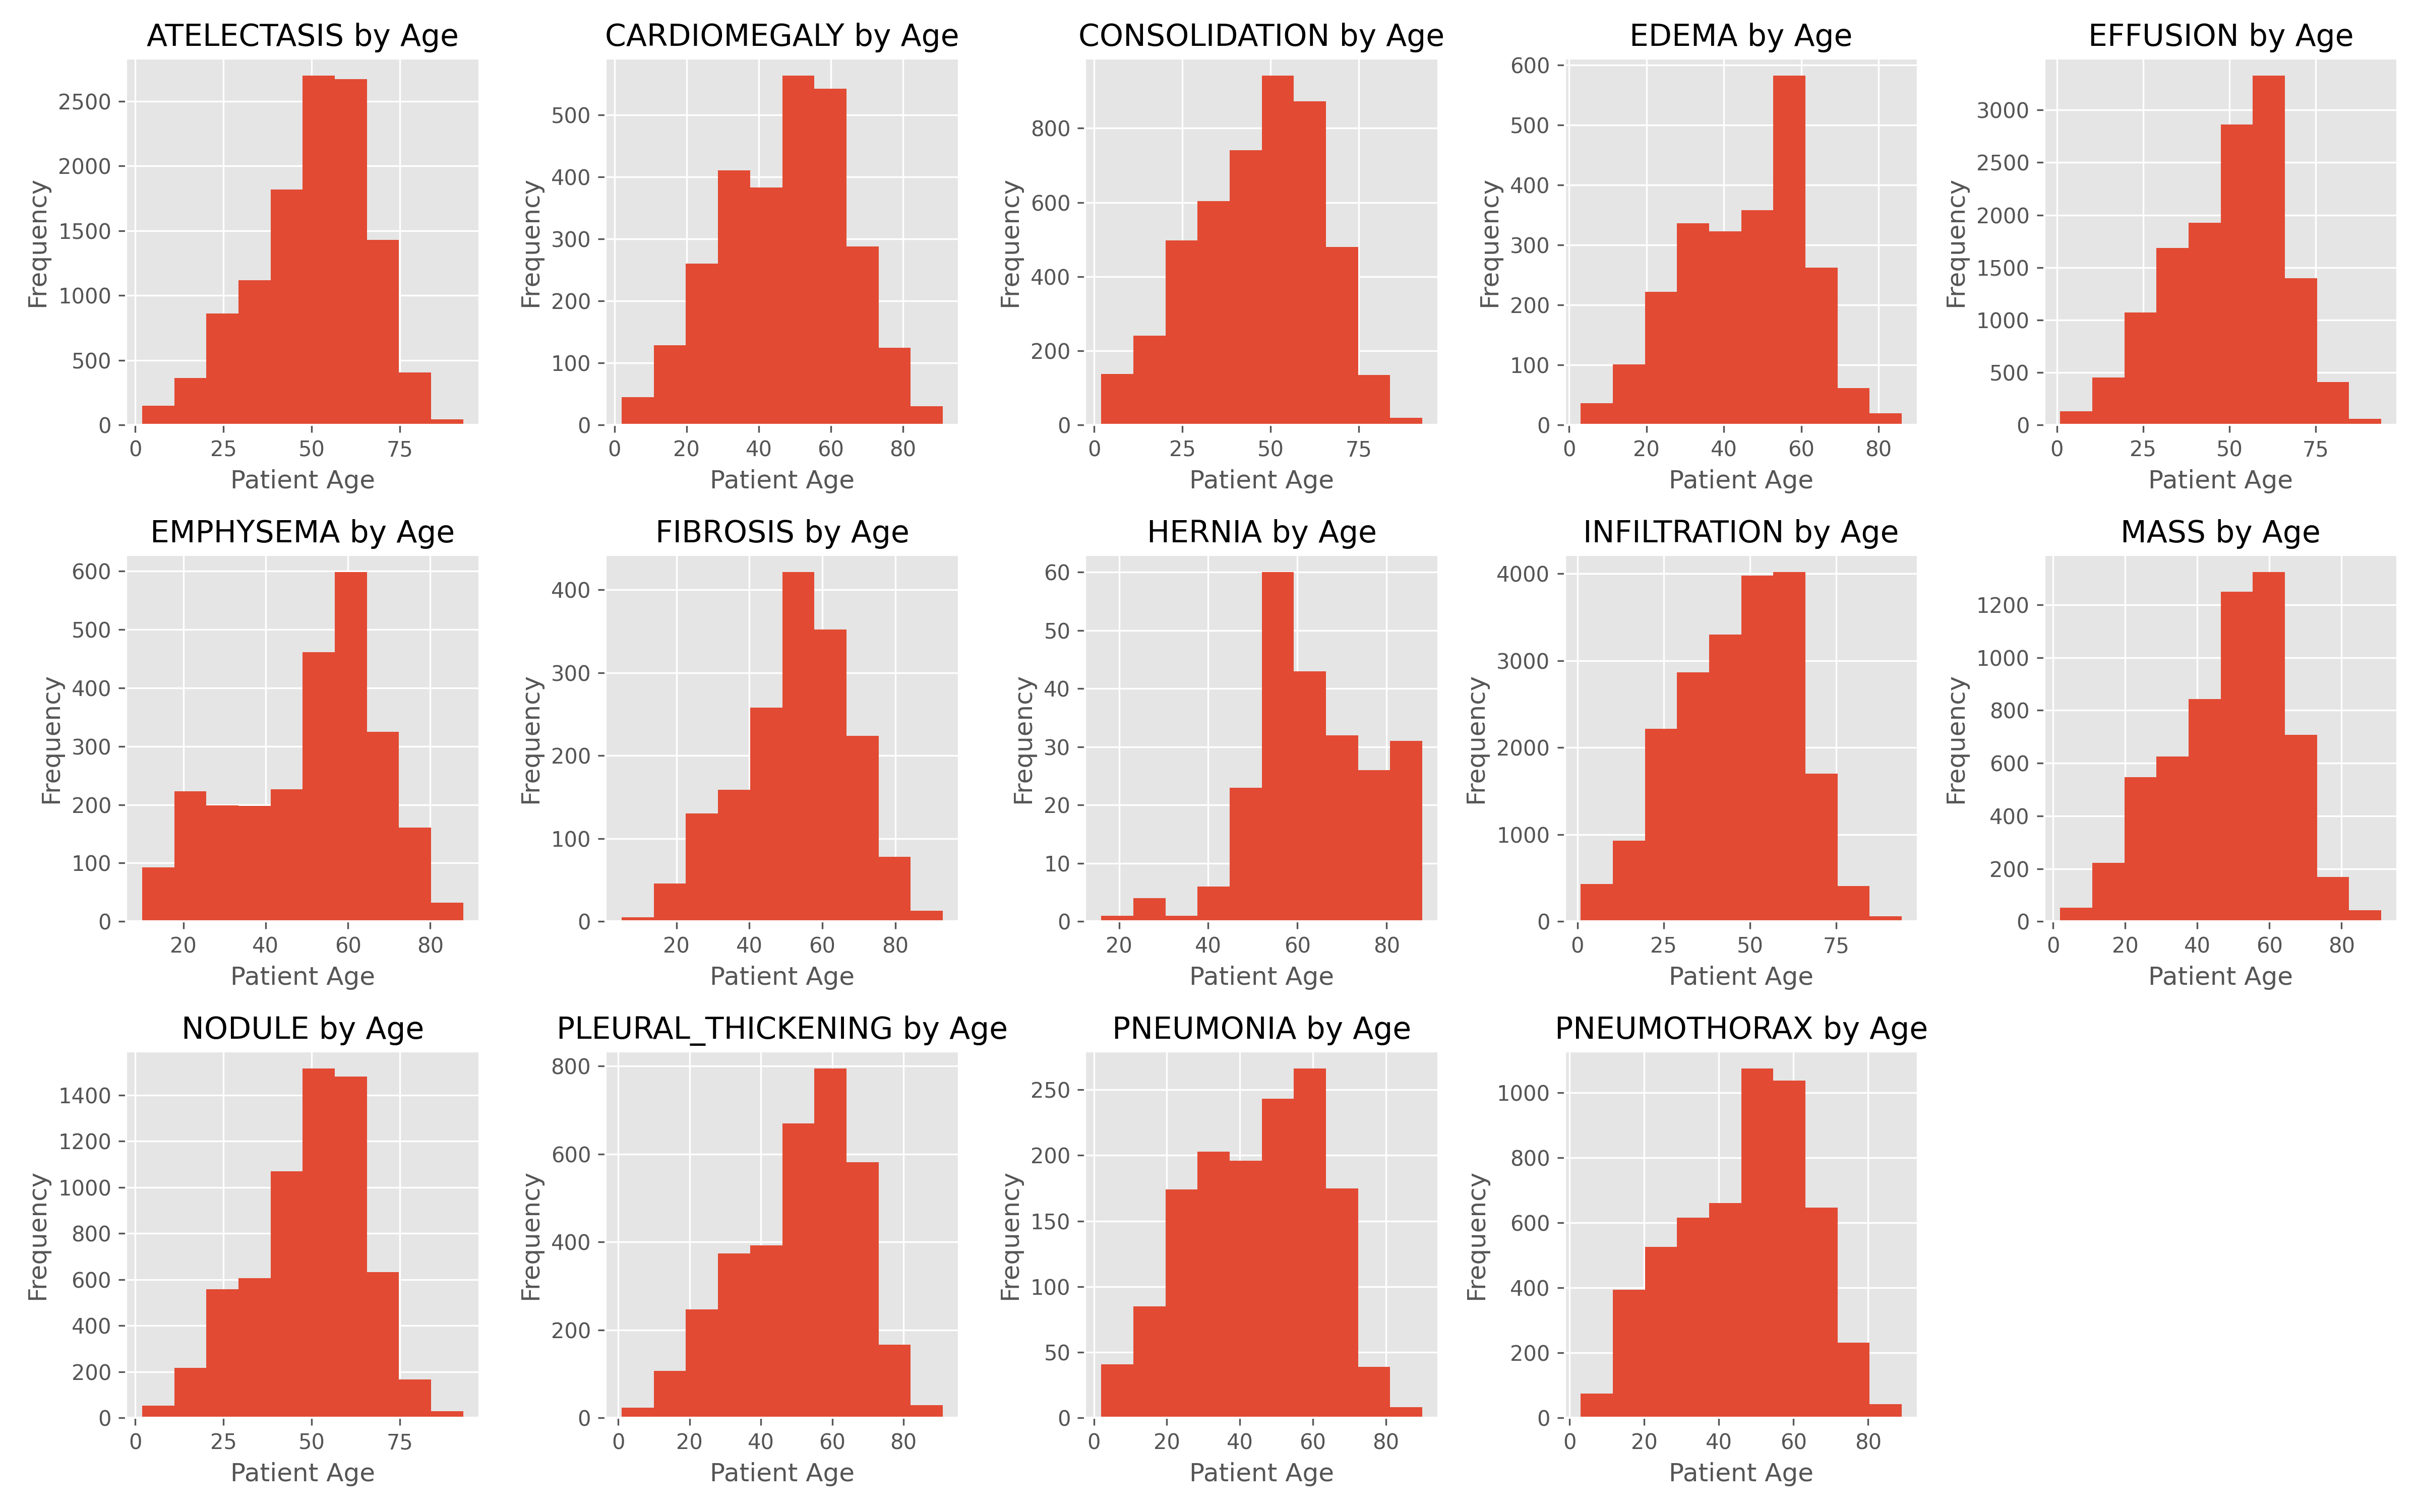 ATELECTASIS by Age
Frequency
2500
2000
1500
1000
500
0
0 25 50 75
Patient Age
CARDIOMEGALY by Age
Frequency
500
400
300
200
100
0
0 20 40 60 80
Patient Age
CONSOLIDATION by Age
Frequency
800
600
400
200
0
0 25 50 75
Patient Age
EDEMA by Age
Frequency
600
500
400
300
200
100
0
0 20 40 60 80
Patient Age
EFFUSION by Age
Frequency
3000
2500
2000
1500
1000
500
0
0 25 50 75
Patient Age
EMPHYSEMA by Age
Frequency
600
500
400
300
200
100
0
20 40 60 80
Patient Age
FIBROSIS by Age
Frequency
400
300
200
100
0
20 40 60 80
Patient Age
HERNIA by Age
Frequency
60
50
40
30
20
10
0
20 40 60 80
Patient Age
INFILTRATION by Age
Frequency
4000
3000
2000
1000
0
0 25 50 75
Patient Age
MASS by Age
Frequency
1200
1000
800
600
400
200
0
0 20 40 60 80
Patient Age
NODULE by Age
Frequency
1400
1200
1000
800
600
400
200
0
0 25 50 75
Patient Age
PLEURAL_THICKENING by Age
Frequency
800
600
400
200
0
0 20 40 60 80
Patient Age
PNEUMONIA by Age
Frequency
250
200
150
100
50
0
0 20 40 60 80
Patient Age
PNEUMOTHORAX by Age
Frequency
1000
800
600
400
200
0
0 20 40 60 80
Patient Age